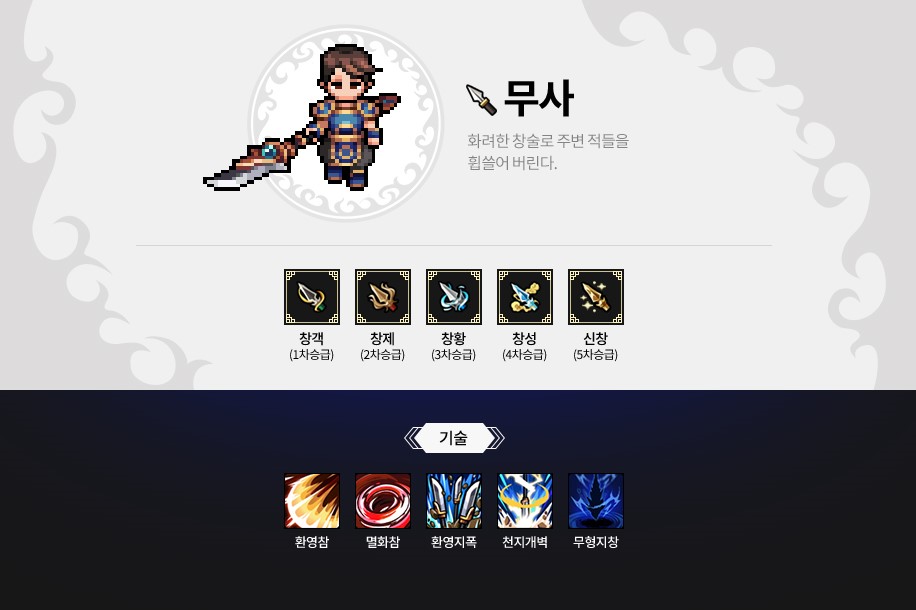 무사
화려한 창술로 주변 적들을
휩쓸어 버린다.
창객 창제 창황 창성 신창
(1차승급) (2차승급) (3차승급) (4차승급) (5차승급)
기술
환영참 멸화참 환영지폭 천지개벽 무형지창